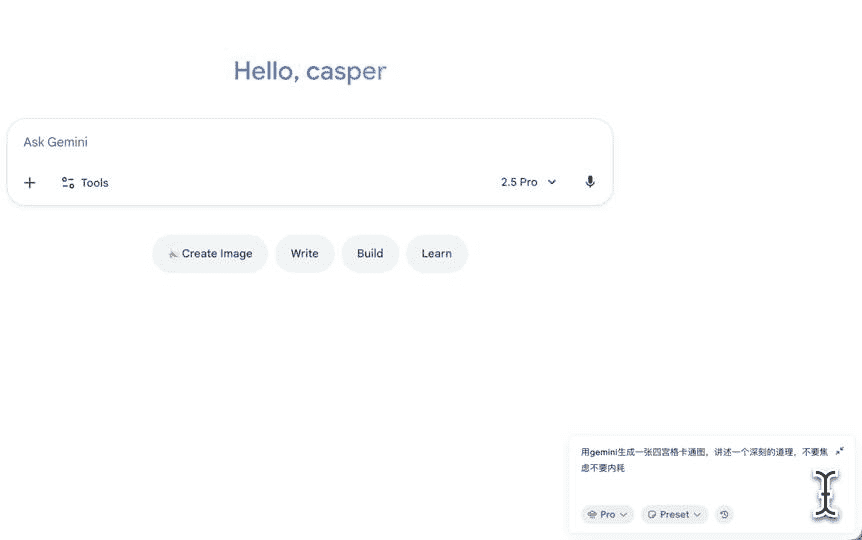 Hello, casper
Ask Gemini
Tools
2.5 Pro
Create Image
Write
Build
Learn
用gemini生成一张四宫格卡通图，讲述一个深刻的道理，不要焦
虑不要内耗
Pro
Preset